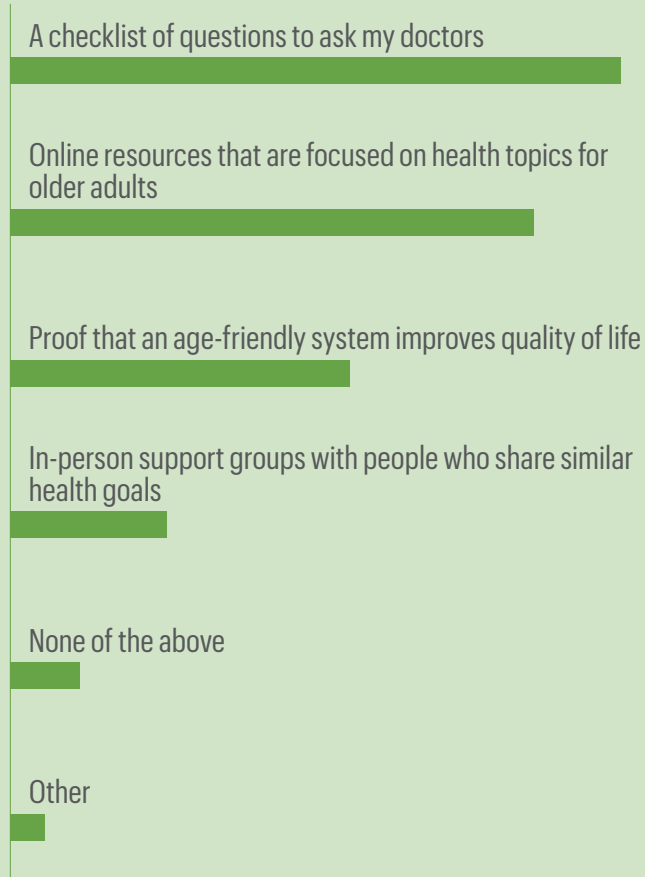 A checklist of questions to ask my doctors
Online resources that are focused on health topics for
older adults
Proof that an age-friendly system improves quality of life
In-person support groups with people who share similar
health goals
None of the above
Other